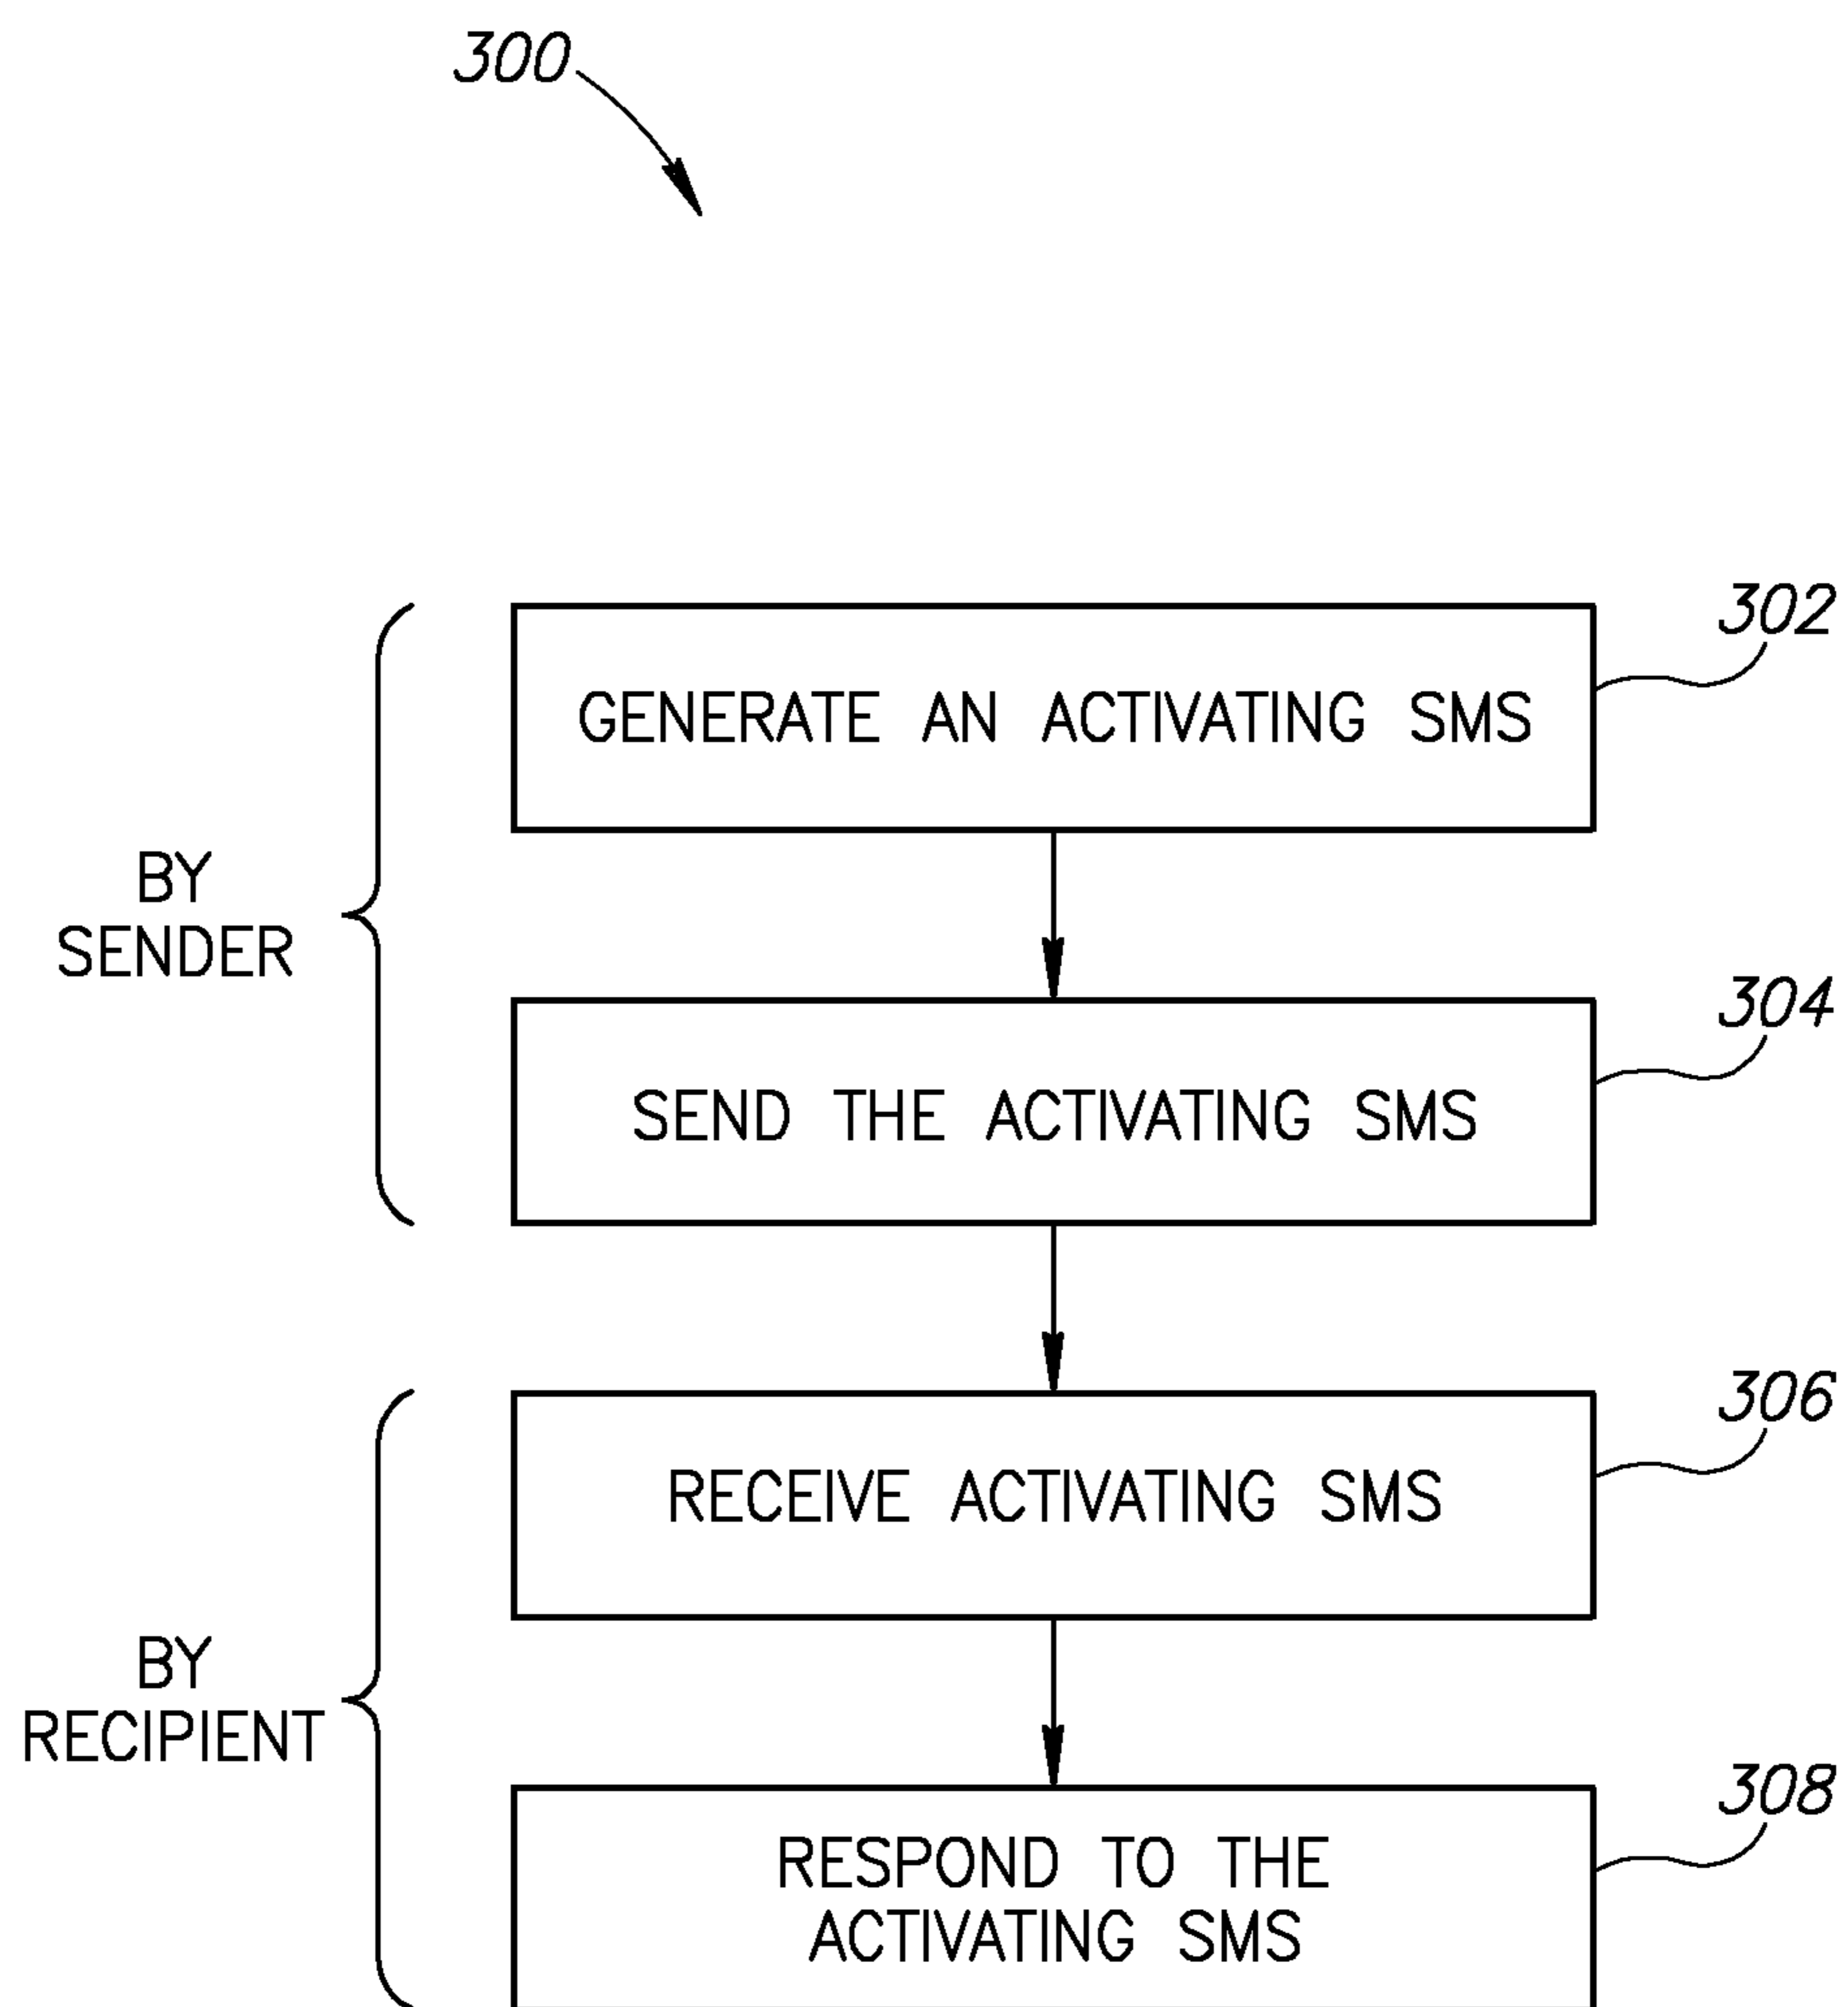 300
302
GENERATE AN ACTIVATING SMS
BY
SENDER
304
SEND THE ACTIVATING SMS
306
RECEIVE ACTIVATING SMS
BY
RECIPIENT
308
RESPOND TO THE
ACTIVATING SMS